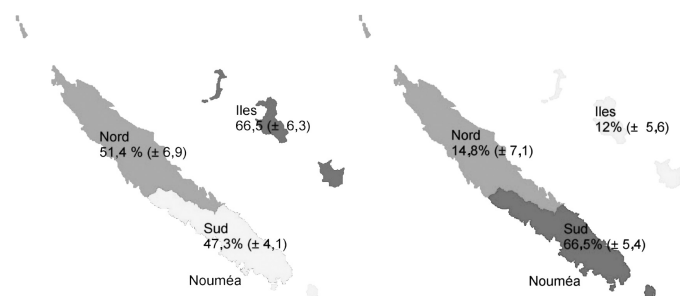 Iles
66,5 (± 6,3)
Nord
51,4 % (± 6,9)
Sud
47,3% (± 4,1)
Nouméa
Iles
12% (± 5,6)
Nord
14,8% (± 7,1)
Sud
66,5% (± 5,4)
Nouméa